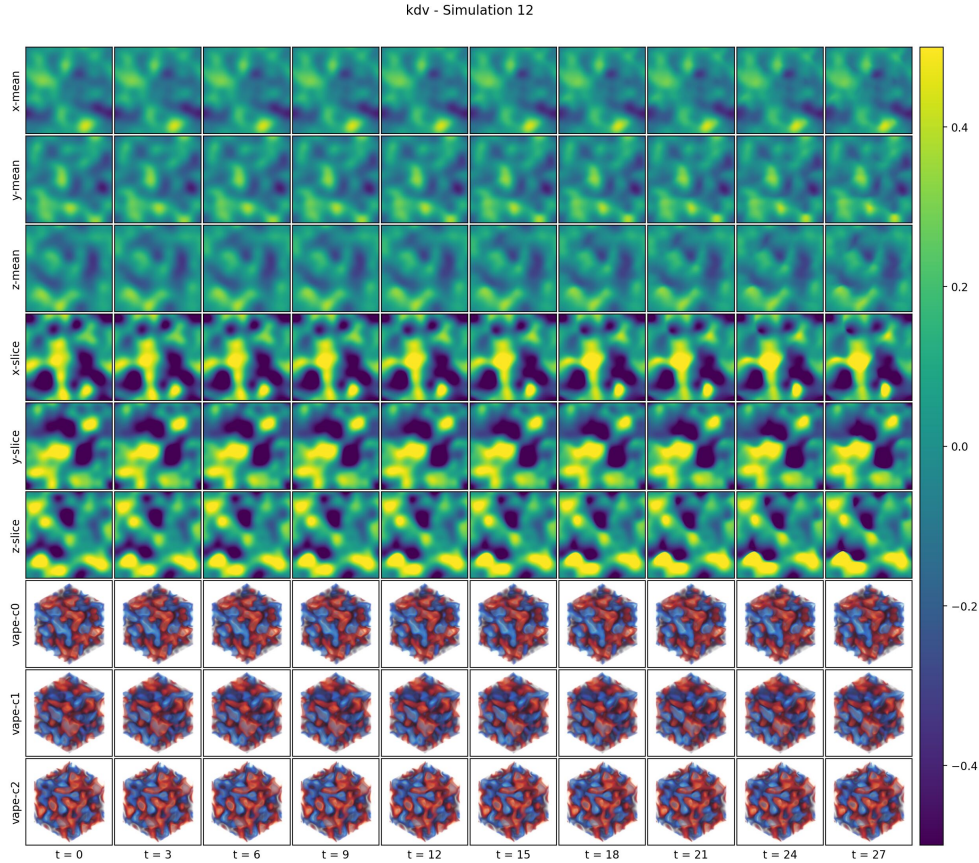 kdv - Simulation 12
x-mean
y-mean
z-mean
x-slice
y-slice
z-slice
vape-c0
vape-c1
vape-c2
t = 0
t = 3
t = 6
t = 9
t = 12
t = 15
t = 18
t = 21
t = 24
t = 27
0.4
0.2
0.0
−0.2
−0.4